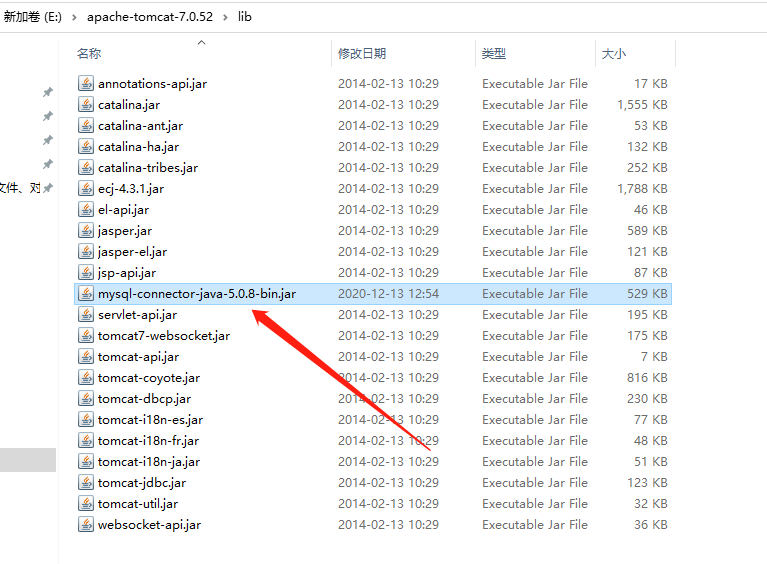 新加卷 (E:) › apache-tomcat-7.0.52 › lib
名称 修改日期 类型 大小
annotations-api.jar 2014-02-13 10:29 Executable Jar File 17 KB
catalina.jar 2014-02-13 10:29 Executable Jar File 1,555 KB
catalina-ant.jar 2014-02-13 10:29 Executable Jar File 53 KB
catalina-ha.jar 2014-02-13 10:29 Executable Jar File 132 KB
catalina-tribes.jar 2014-02-13 10:29 Executable Jar File 252 KB
文件、对 ecj-4.3.1.jar 2014-02-13 10:29 Executable Jar File 1,788 KB
el-api.jar 2014-02-13 10:29 Executable Jar File 46 KB
jasper.jar 2014-02-13 10:29 Executable Jar File 589 KB
jasper-el.jar 2014-02-13 10:29 Executable Jar File 121 KB
jsp-api.jar 2014-02-13 10:29 Executable Jar File 87 KB
mysql-connector-java-5.0.8-bin.jar 2020-12-13 12:54 Executable Jar File 529 KB
servlet-api.jar 2014-02-13 10:29 Executable Jar File 195 KB
tomcat7-websocket.jar 2014-02-13 10:29 Executable Jar File 175 KB
tomcat-api.jar 2014-02-13 10:29 Executable Jar File 7 KB
tomcat-coyote.jar 2014-02-13 10:29 Executable Jar File 816 KB
tomcat-dbcp.jar 2014-02-13 10:29 Executable Jar File 230 KB
tomcat-i18n-es.jar 2014-02-13 10:29 Executable Jar File 77 KB
tomcat-i18n-fr.jar 2014-02-13 10:29 Executable Jar File 48 KB
tomcat-i18n-ja.jar 2014-02-13 10:29 Executable Jar File 51 KB
tomcat-jdbc.jar 2014-02-13 10:29 Executable Jar File 123 KB
tomcat-util.jar 2014-02-13 10:29 Executable Jar File 32 KB
websocket-api.jar 2014-02-13 10:29 Executable Jar File 36 KB